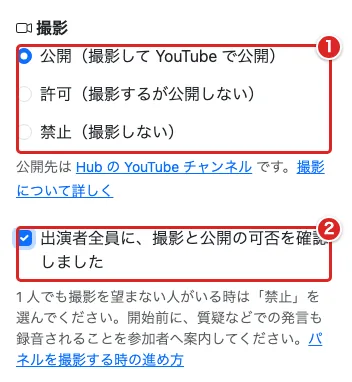 撮影
公開（撮影して YouTube で公開）
1
許可（撮影するが公開しない）
禁止（撮影しない）
公開先は Hub の YouTube チャンネル です。撮影
について詳しく
2
出演者全員に、撮影と公開の可否を確認
しました
1 人でも撮影を望まない人がいる時は「禁止」を
選んでください。開始前に、質疑などでの発言も
録音されることを参加者へ案内してください。パ
ネルを撮影する時の進め方